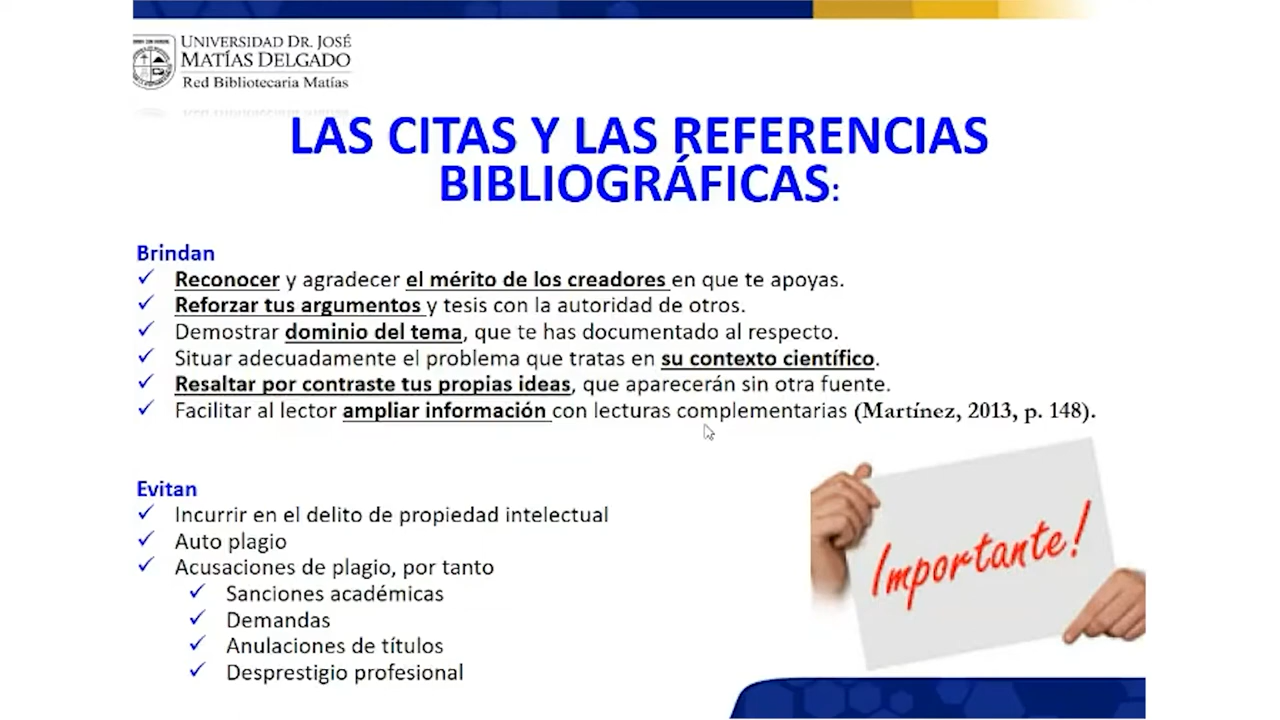 UNIVERSIDAD DR. JOSÉ
MATÍAS DELGADO
Red Bibliotecaria Matías
LAS CITAS Y LAS REFERENCIAS
BIBLIOGRÁFICAS:
Brindan
✓ Reconocer y agradecer el mérito de los creadores en que te apoyas.
✓ Reforzar tus argumentos y tesis con la autoridad de otros.
✓ Demostrar dominio del tema, que te has documentado al respecto.
✓ Situar adecuadamente el problema que tratas en su contexto científico.
✓ Resaltar por contraste tus propias ideas, que aparecerán sin otra fuente.
✓ Facilitar al lector ampliar información con lecturas complementarias (Martínez, 2013, p. 148).
Evitan
✓ Incurrir en el delito de propiedad intelectual
✓ Auto plagio
✓ Acusaciones de plagio, por tanto
✓ Sanciones académicas
✓ Demandas
✓ Anulaciones de títulos
✓ Desprestigio profesional
Importante!